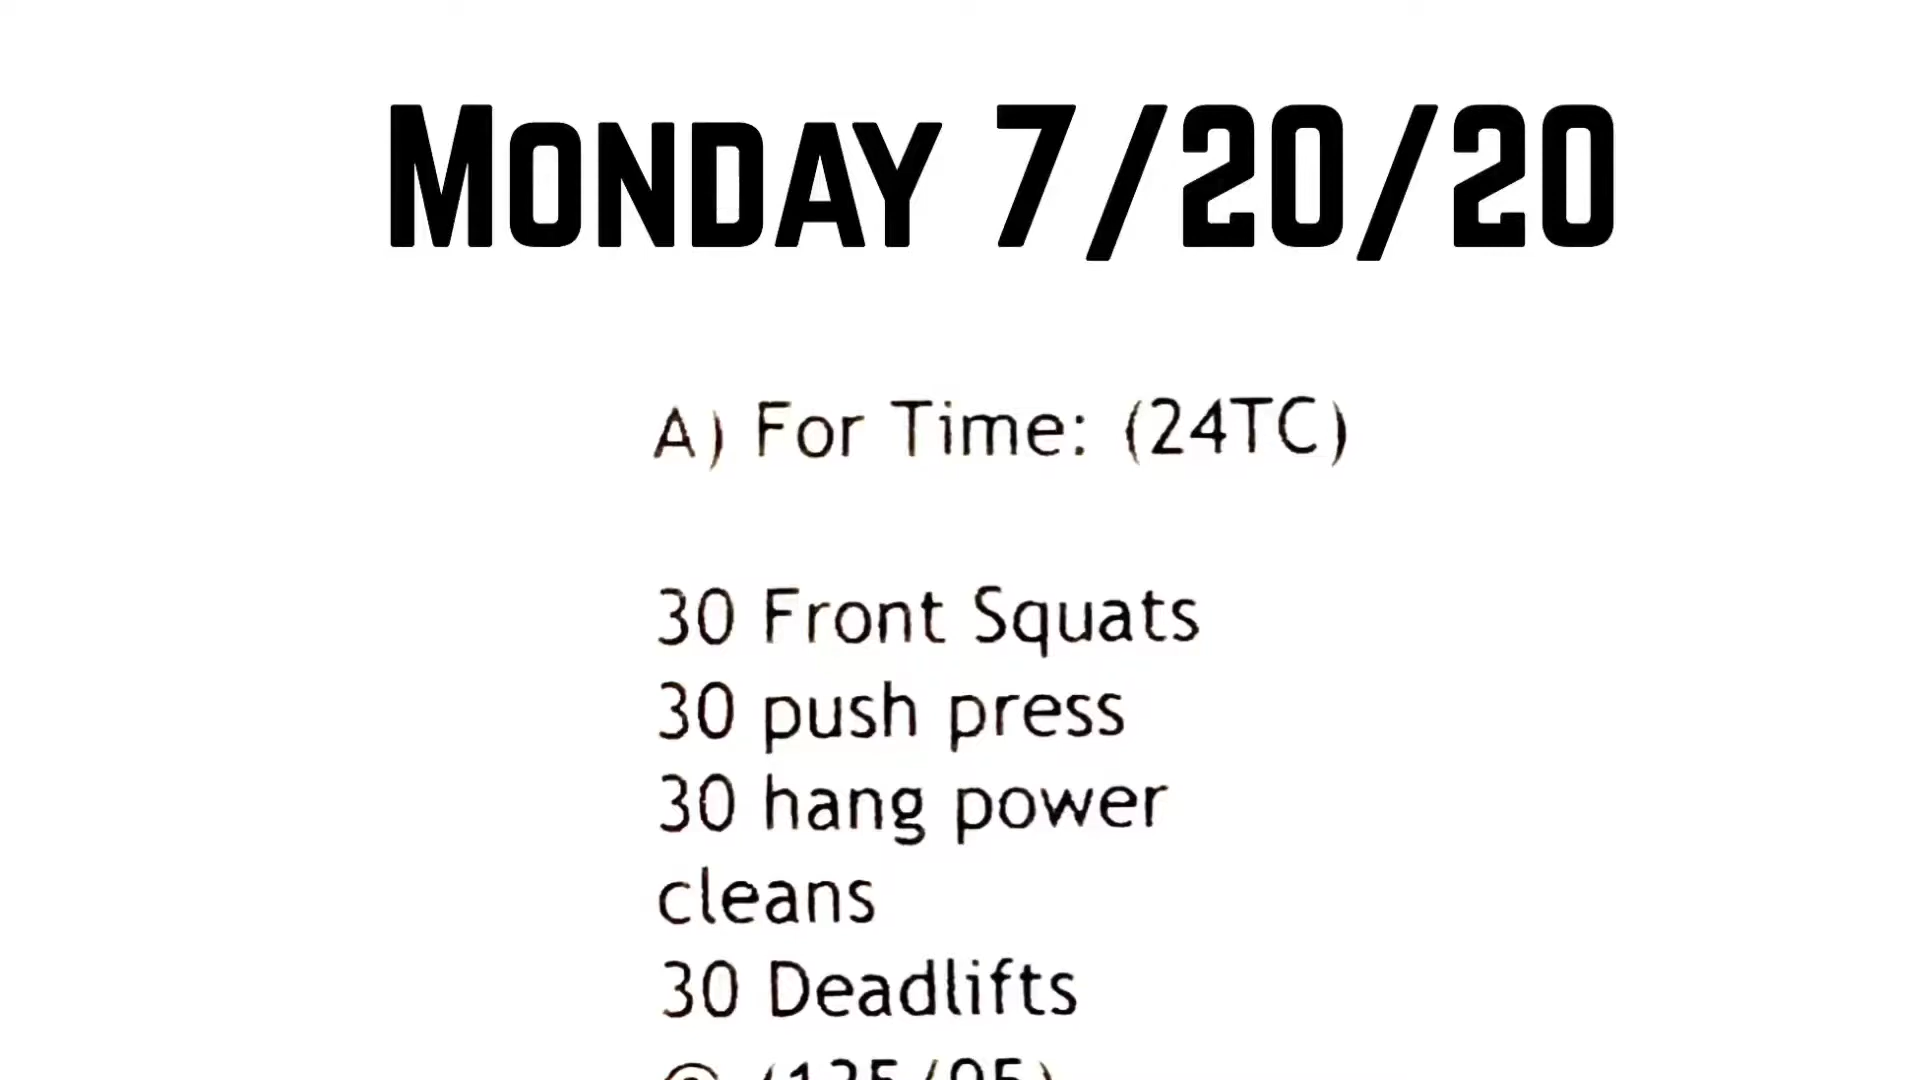 Monday 7/20/20
A) For Time: (24TC)
30 Front Squats
30 push press
30 hang power
cleans
30 Deadlifts